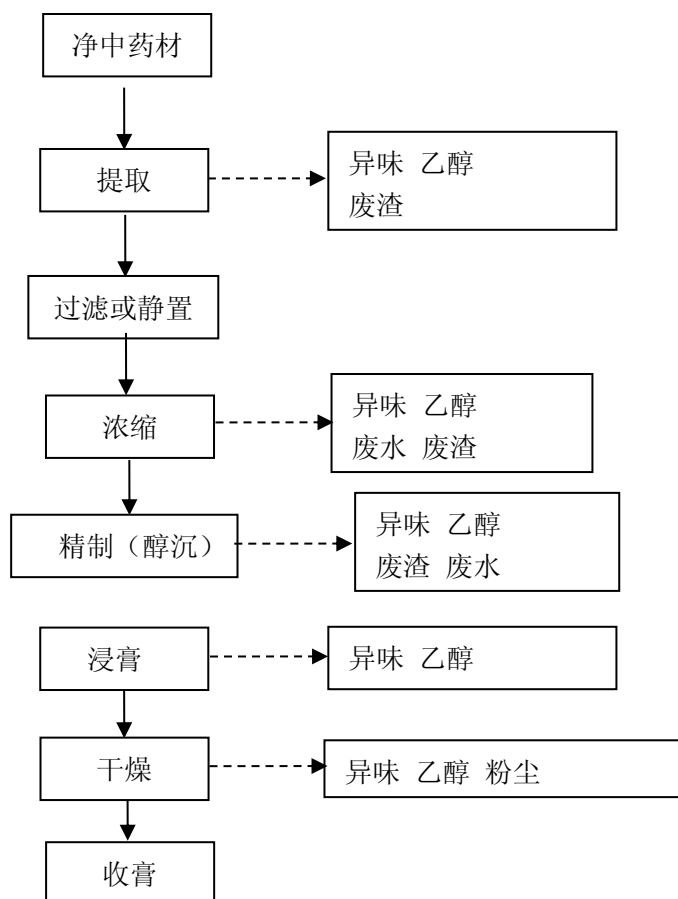 净中药材
提取
异味 乙醇
废渣
过滤或静置
浓缩
异味 乙醇
废水 废渣
精制（醇沉）
异味 乙醇
废渣 废水
浸膏
异味 乙醇
干燥
异味 乙醇 粉尘
收膏